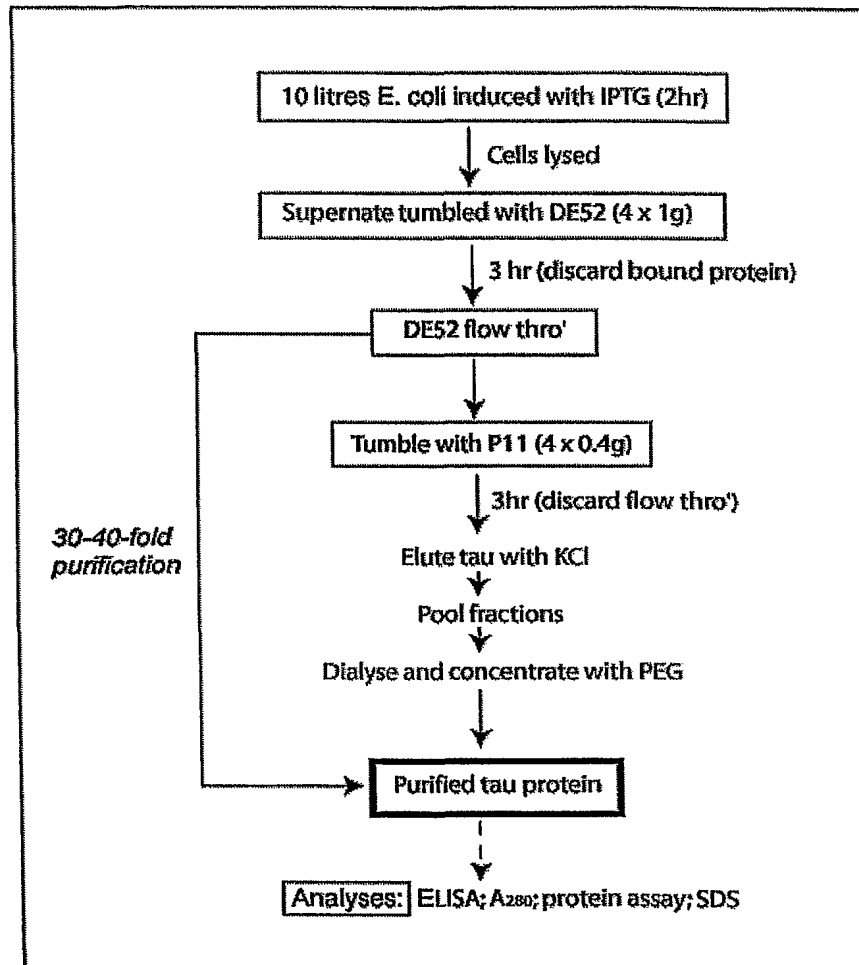 10 litres E. coli induced with IPTG (2hr)
Cells lysed
Supernate tumbled with DE52 (4 x 1g)
3 hr (discard bound protein)
DE52 flow thro'
Tumble with P11 (4 x 0.4g)
3hr (discard flow thro')
30-40-fold
purification
Elute tau with KCl
Pool fractions
Dialyse and concentrate with PEG
Purified tau protein
Analyses: ELISA; A280; protein assay; SDS